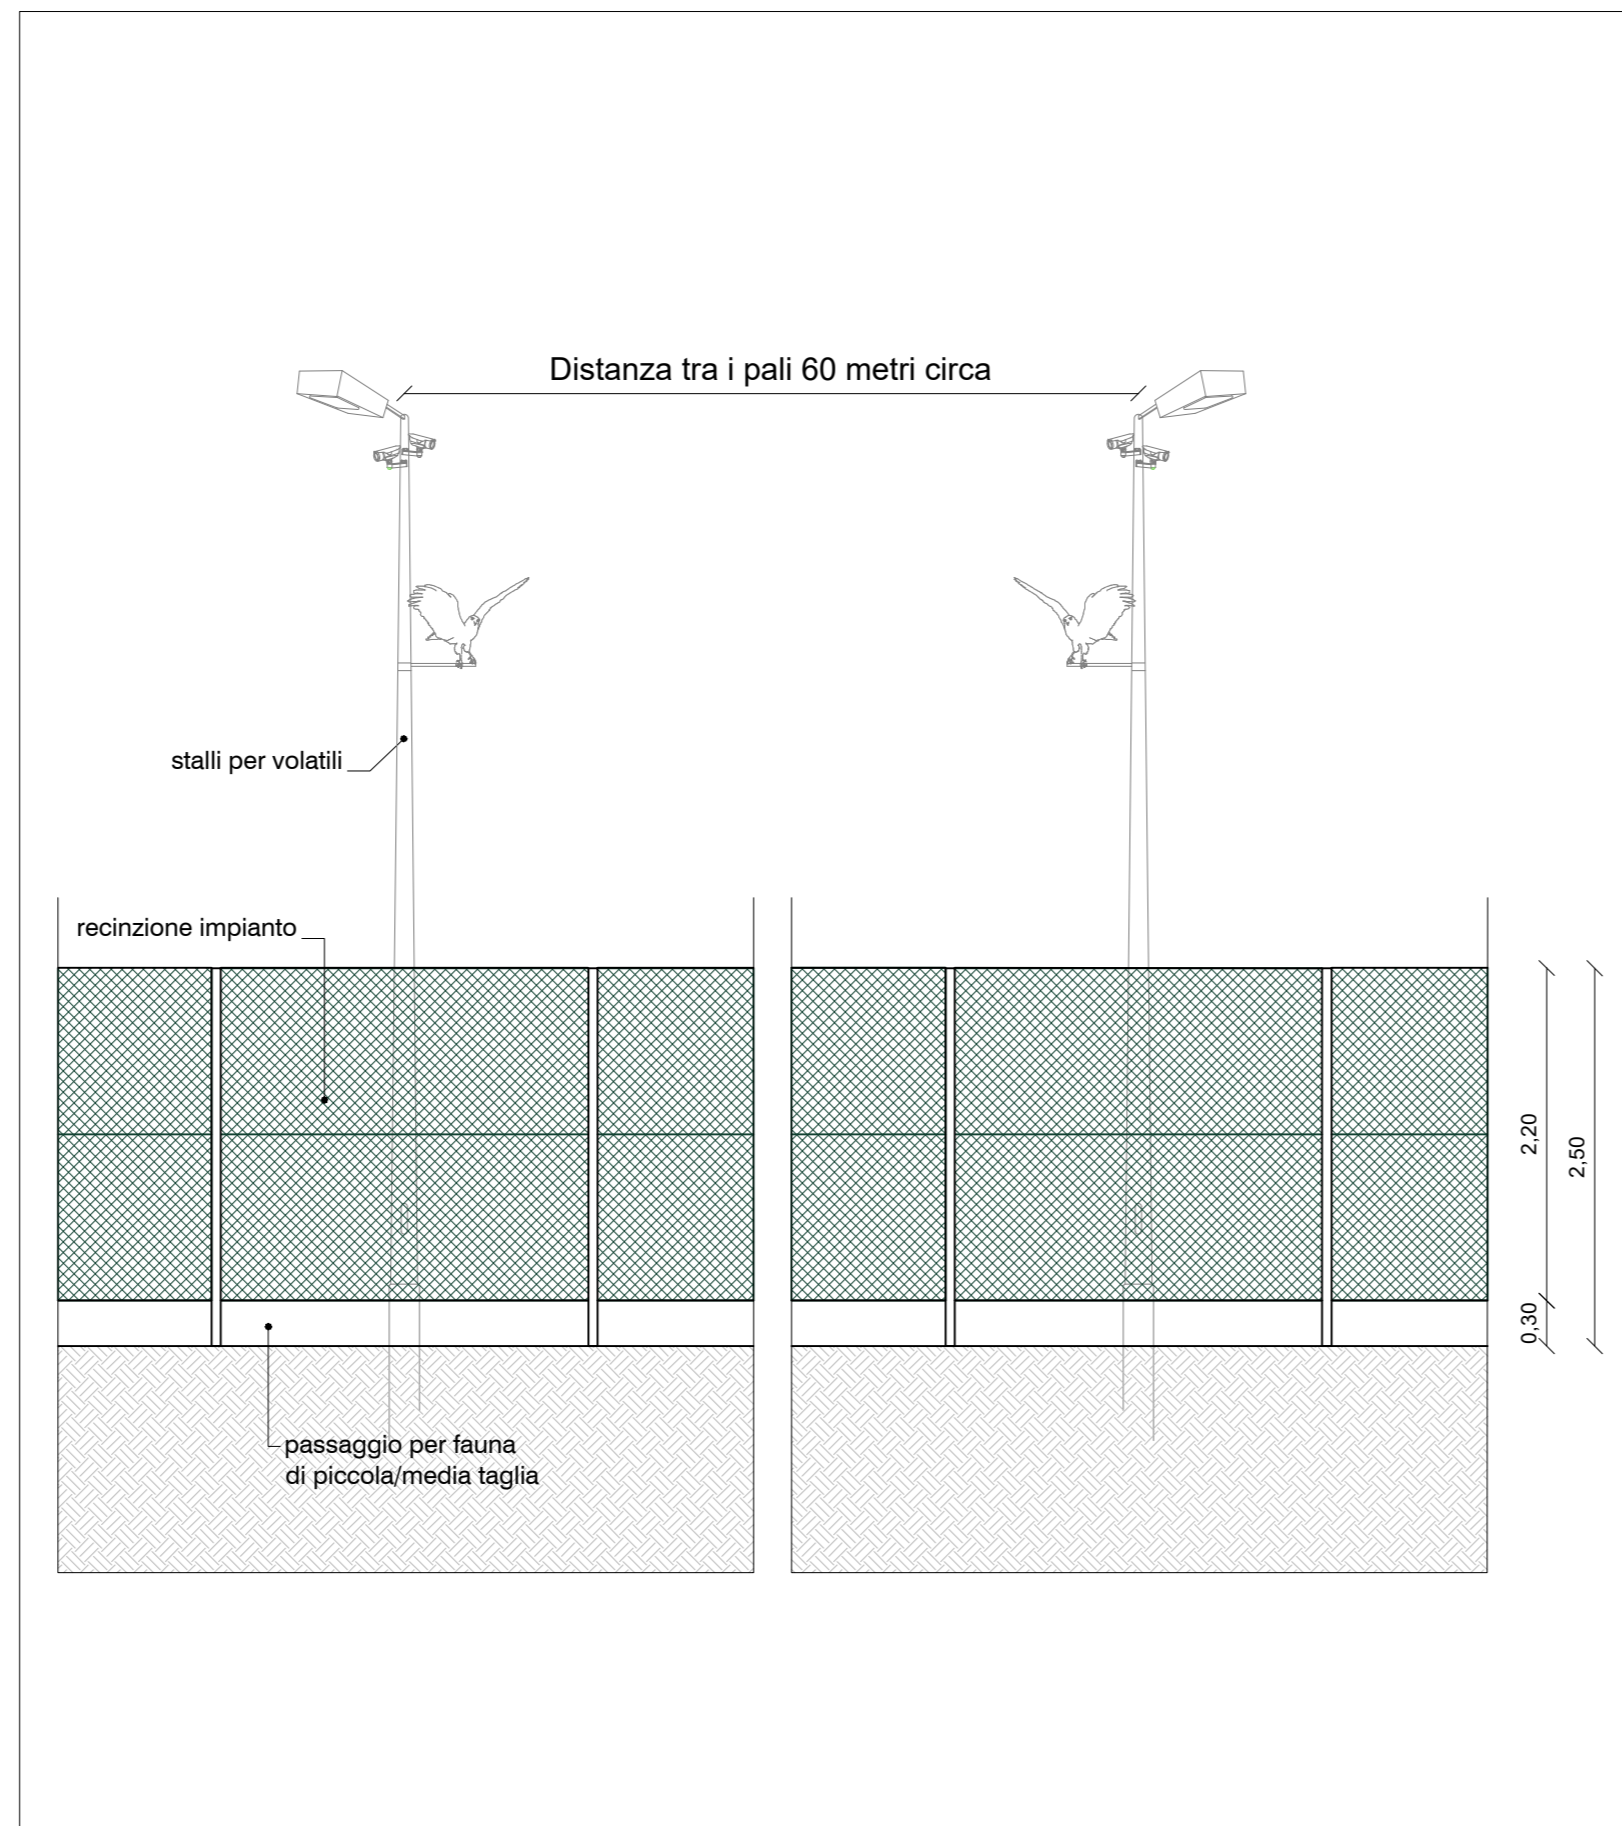 Distanza tra i pali 60 metri circa
stalli per volatili
recinzione impianto
2,20
2,50
0,30
passaggio per fauna
di piccola/media taglia